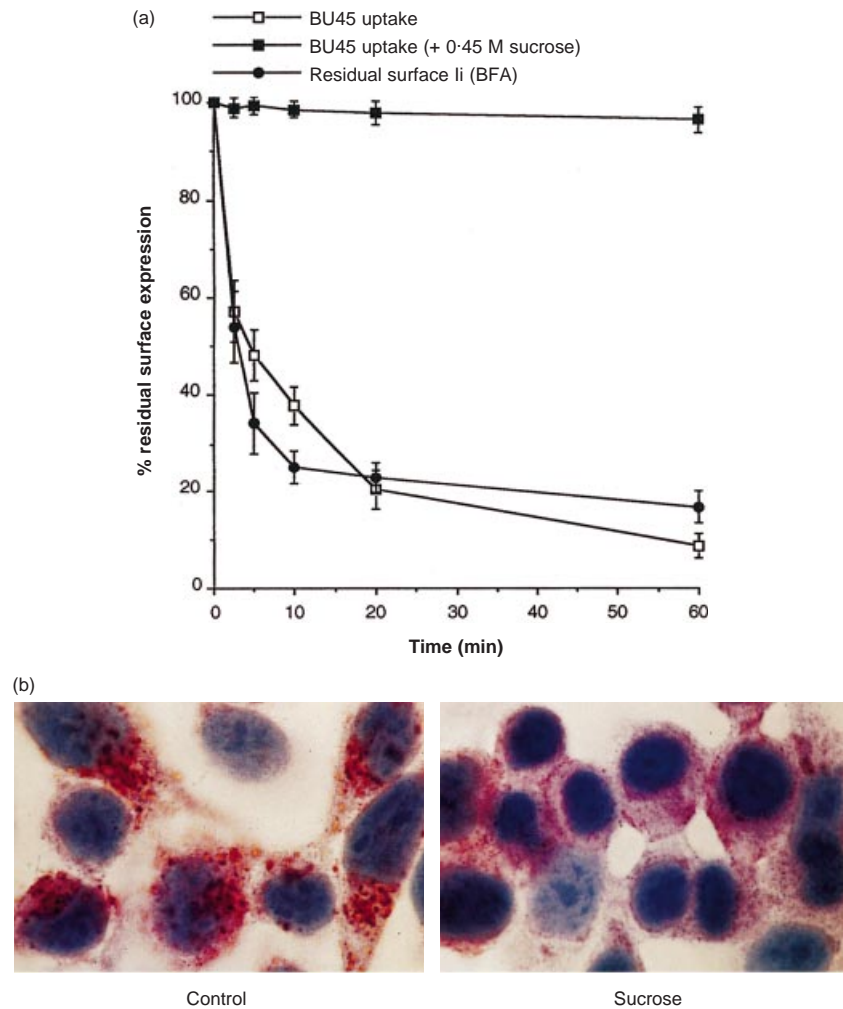 (a)
BU45 uptake
BU45 uptake (+ 0·45 M sucrose)
Residual surface Ii (BFA)
100
80
60
40
20
0
% residual surface expression
0 10 20 30 40 50 60
Time (min)
(b)
Control Sucrose